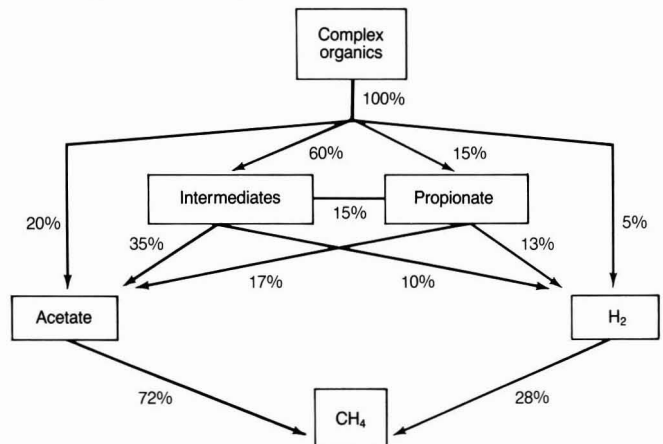 Complex
organics
100%
60%
15%
Intermediates
15%
Propionate
20%
35%
13%
5%
17%
10%
Acetate
H₂
72%
CH₄
28%